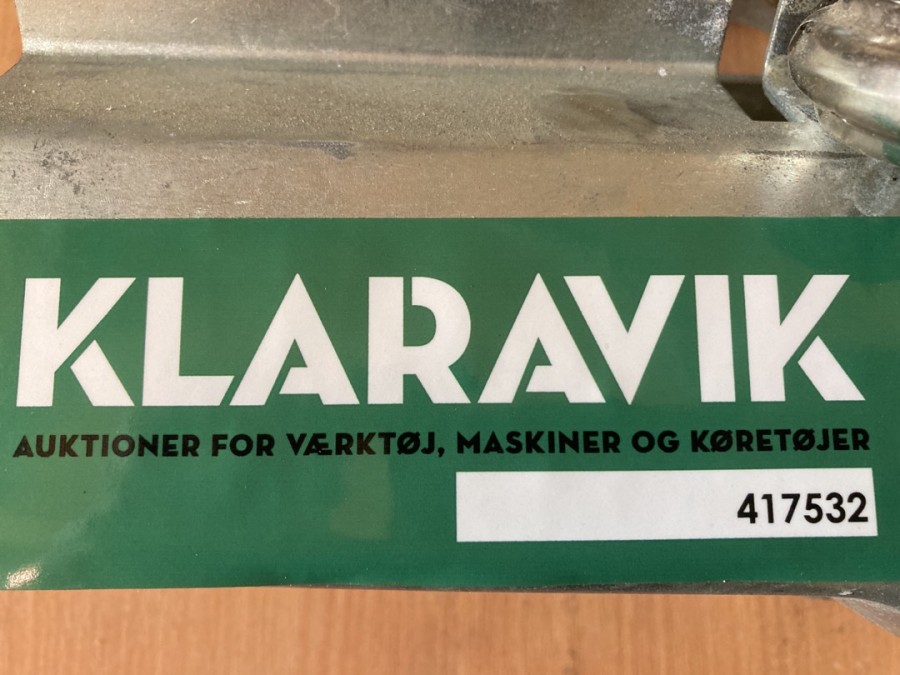 KLARAVIK
AUKTIONER FOR VÆRKTØJ, MASKINER OG KØRETØJER
417532